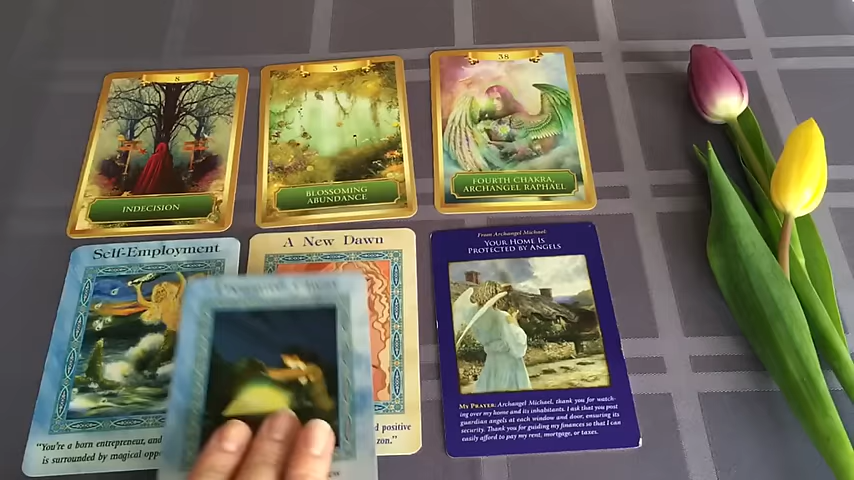 8
3
38
INDECISION
BLOSSOMING
ABUNDANCE
FOURTH CHAKRA,
ARCHANGEL RAPHAEL
Self-Employment
A New Dawn
From Archangel Michael:
YOUR HOME IS
PROTECTED BY ANGELS
"You're a born entrepreneur, and
is surrounded by magical
positive
MY PRAYER: Archangel Michael, thank you for watch-
ing over my home and its inhabitants. I ask that you post
guardian angels at each window and door, ensuring its
security. Thank you for guiding my finances so that I can
easily afford to pay my rent, mortgage, or taxes.